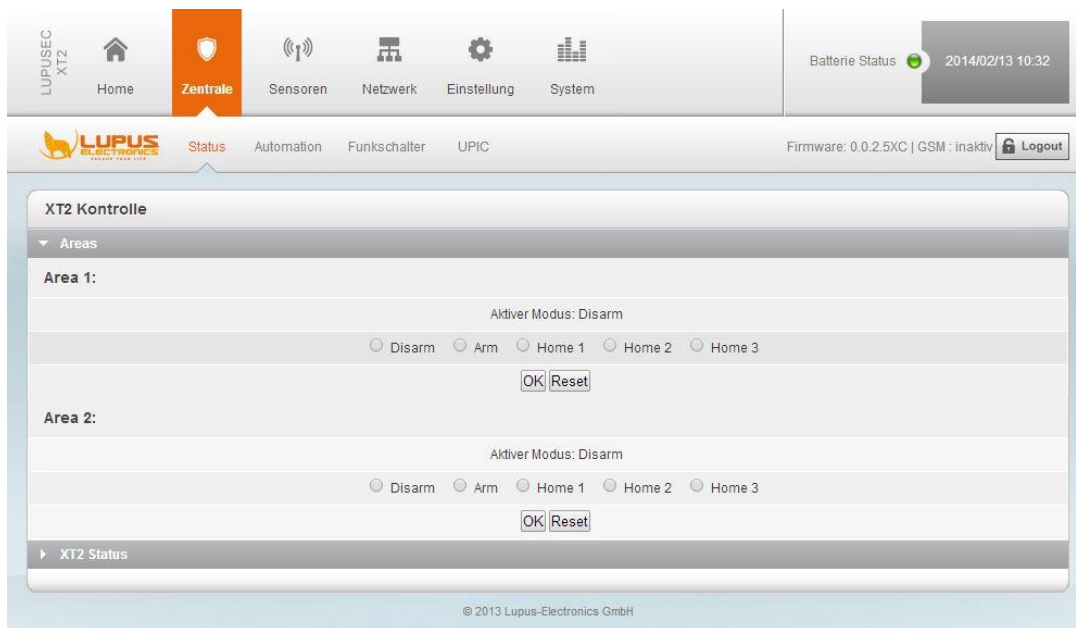 LUPUSEC XT2
Home
Zentrale
Sensoren
Netzwerk
Einstellung
System
Batterie Status
2014/02/13 10:32
LUPUS
ELECTRONICS
SECURE YOUR LIFE
Status
Automation
Funkschalter
UPIC
Firmware: 0.0.2.5XC | GSM : inaktiv
Logout
XT2 Kontrolle
Areas
Area 1:
Aktiver Modus: Disarm
Disarm Arm Home 1 Home 2 Home 3
OK Reset
Area 2:
Aktiver Modus: Disarm
Disarm Arm Home 1 Home 2 Home 3
OK Reset
XT2 Status
© 2013 Lupus-Electronics GmbH